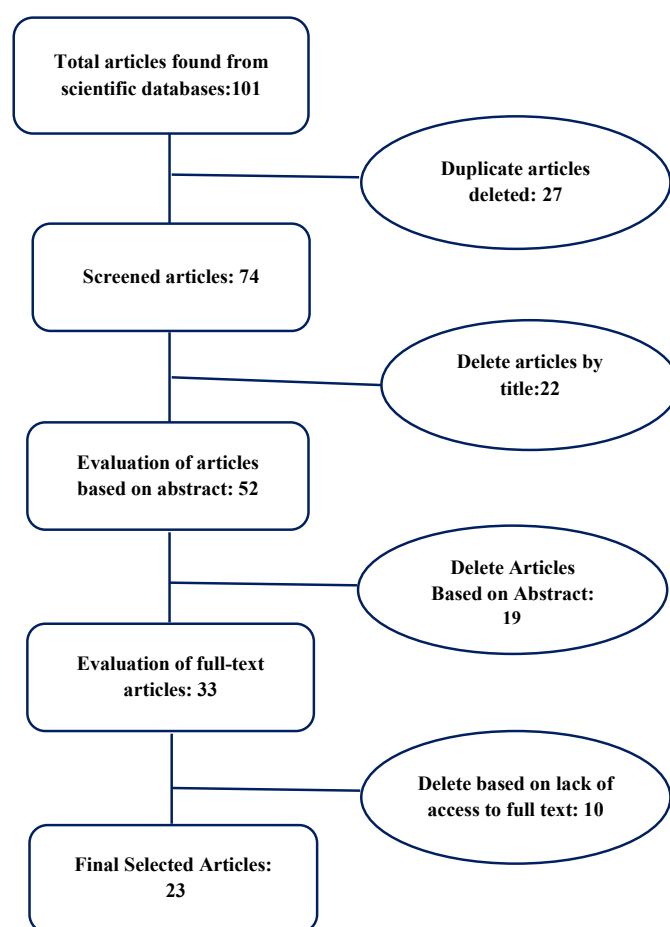 Total articles found from
scientific databases:101
Duplicate articles
deleted: 27
Screened articles: 74
Delete articles by
title:22
Evaluation of articles
based on abstract: 52
Delete Articles
Based on Abstract:
19
Evaluation of full-text
articles: 33
Delete based on lack of
access to full text: 10
Final Selected Articles:
23